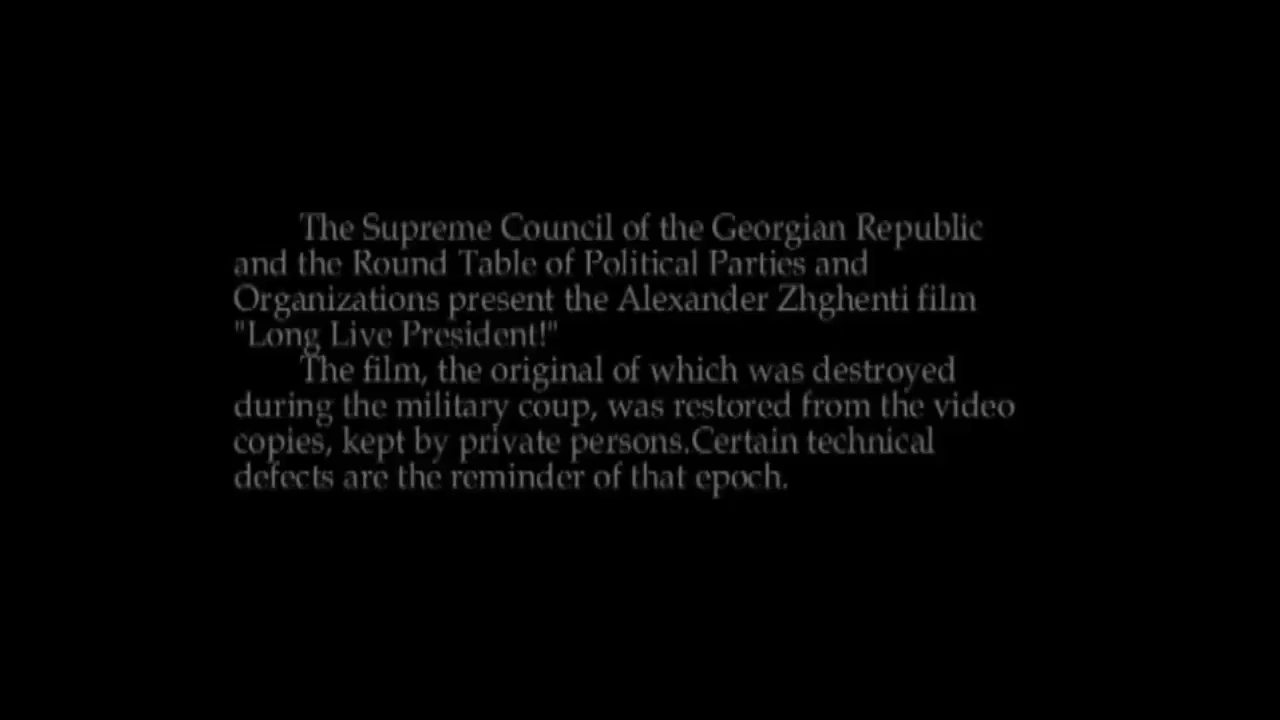 The Supreme Council of the Georgian Republic
and the Round Table of Political Parties and
Organizations present the Alexander Zhghenti film
"Long Live President!"
The film, the original of which was destroyed
during the military coup, was restored from the video
copies, kept by private persons.Certain technical
defects are the reminder of that epoch.